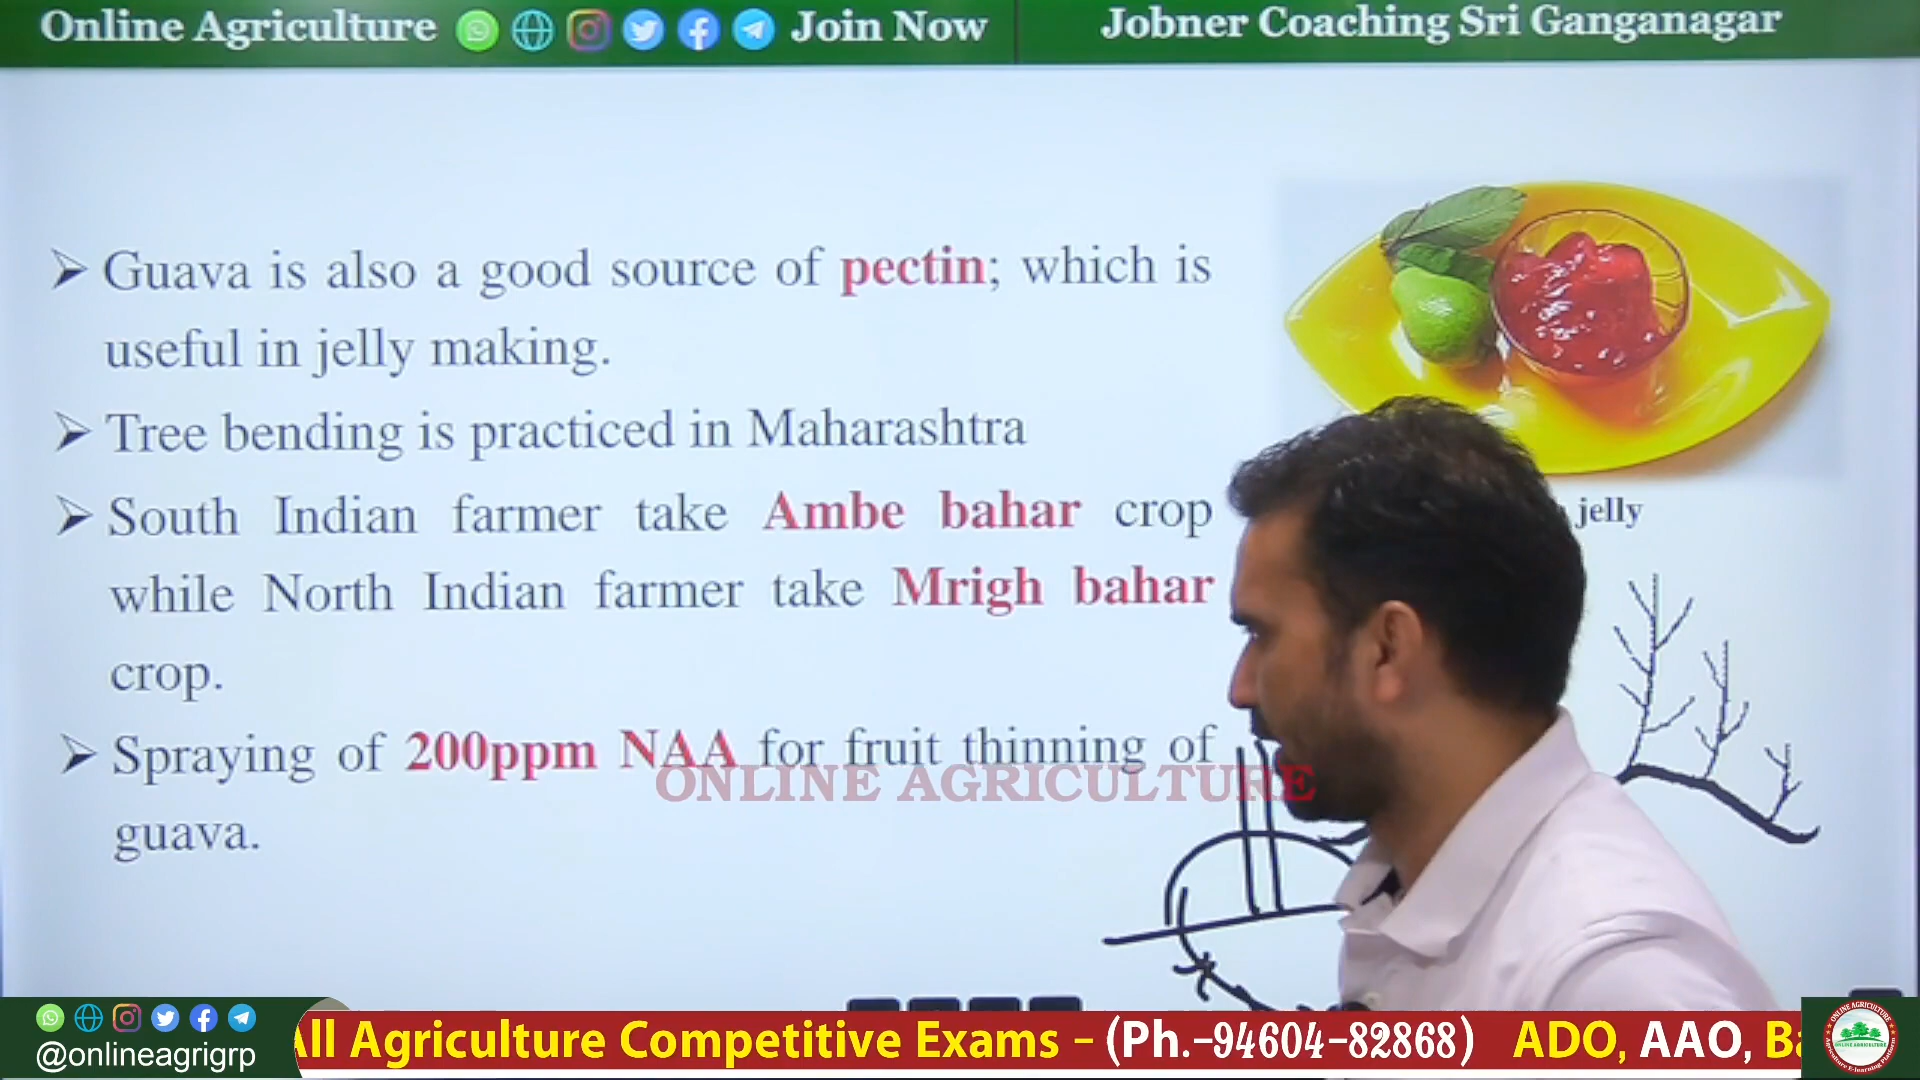 Online Agriculture Join Now Jobner Coaching Sri Ganganagar
➢ Guava is also a good source of pectin; which is
useful in jelly making.
➢ Tree bending is practiced in Maharashtra
➢ South Indian farmer take Ambe bahar crop
while North Indian farmer take Mrigh bahar
crop.
➢ Spraying of 200ppm NAA for fruit thinning of
guava.
jelly
ONLINE AGRICULTURE
@onlineagrigrp
All Agriculture Competitive Exams - (Ph.-94604-82868) ADO, AAO,
ONLINE AGRICULTURE